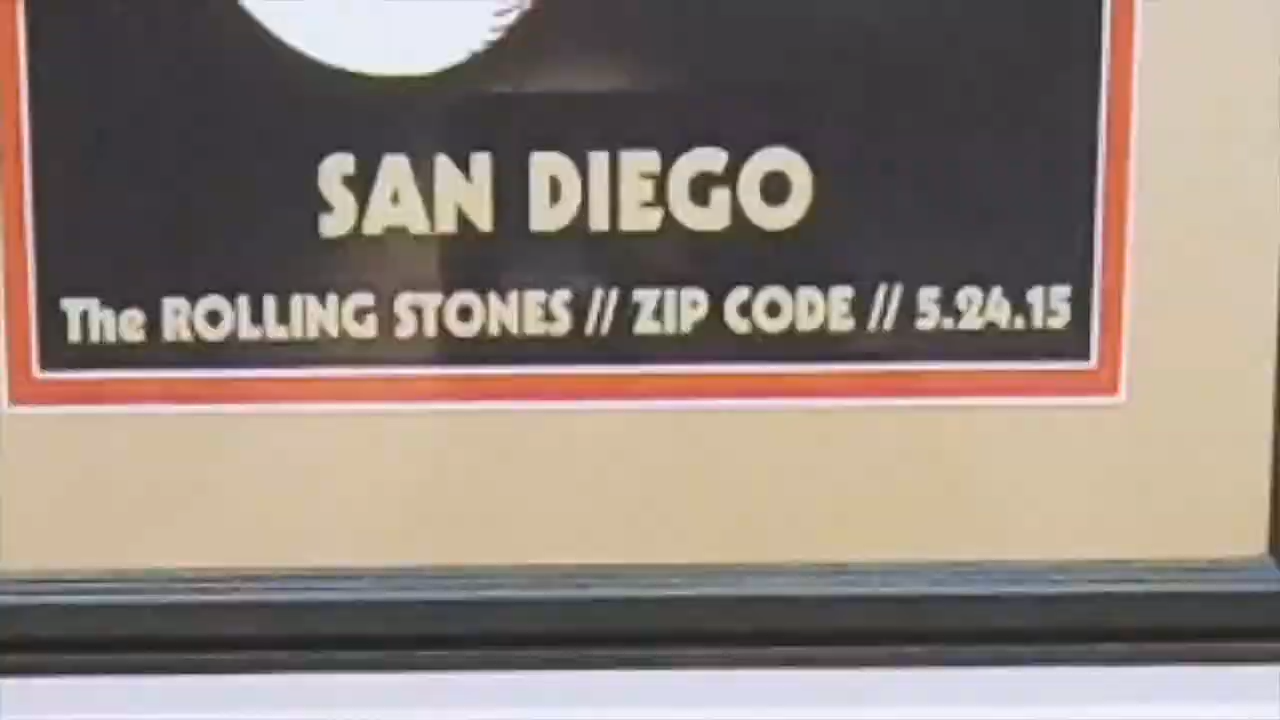 SAN DIEGO
The ROLLING STONES // ZIP CODE // 5.24.15